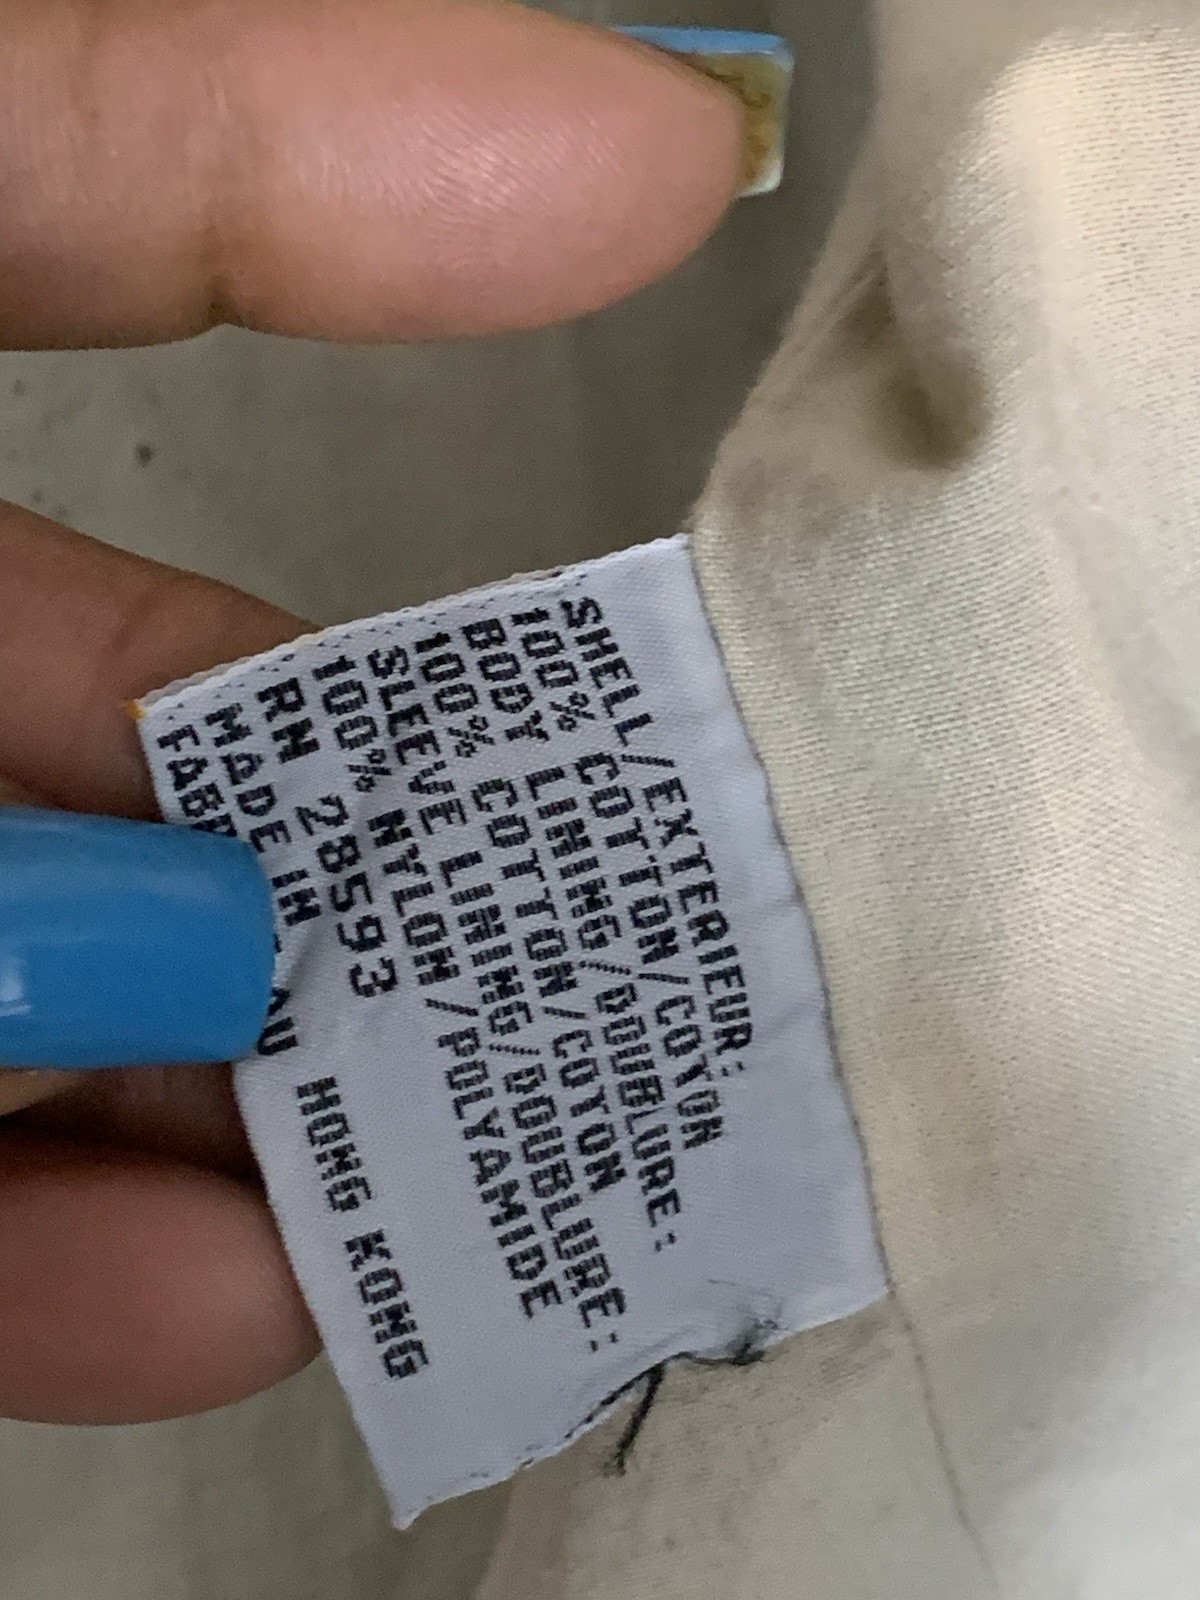 SHELL/EXTERIEUR:
100% COTTON/COTON
BODY LINING/DOUBLURE:
100% COTTON/COTON
SLEEVE LINING/DOUBLURE:
100% NYLON/POLYAMIDE
RN 28593
MADE IN HONG KONG